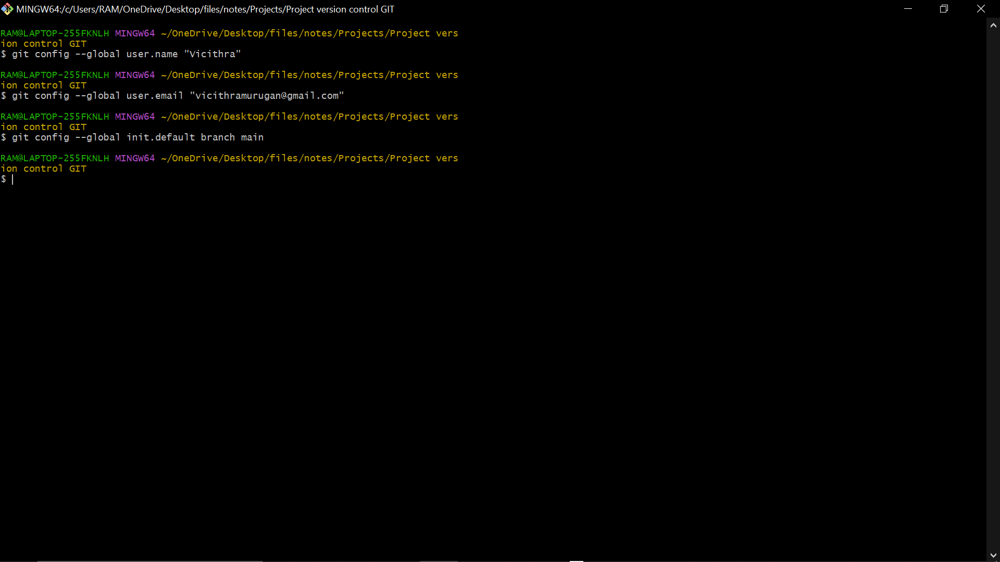 MINGW64:/c/Users/RAM/OneDrive/Desktop/files/notes/Projects/Project version control GIT
RAM@LAPTOP-255FKNLH MINGW64 ~/OneDrive/Desktop/files/notes/Projects/Project vers
ion control GIT
$ git config --global user.name "Vicithra"
RAM@LAPTOP-255FKNLH MINGW64 ~/OneDrive/Desktop/files/notes/Projects/Project vers
ion control GIT
$ git config --global user.email "vicithramurugan@gmail.com"
RAM@LAPTOP-255FKNLH MINGW64 ~/OneDrive/Desktop/files/notes/Projects/Project vers
ion control GIT
$ git config --global init.default branch main
RAM@LAPTOP-255FKNLH MINGW64 ~/OneDrive/Desktop/files/notes/Projects/Project vers
ion control GIT
$